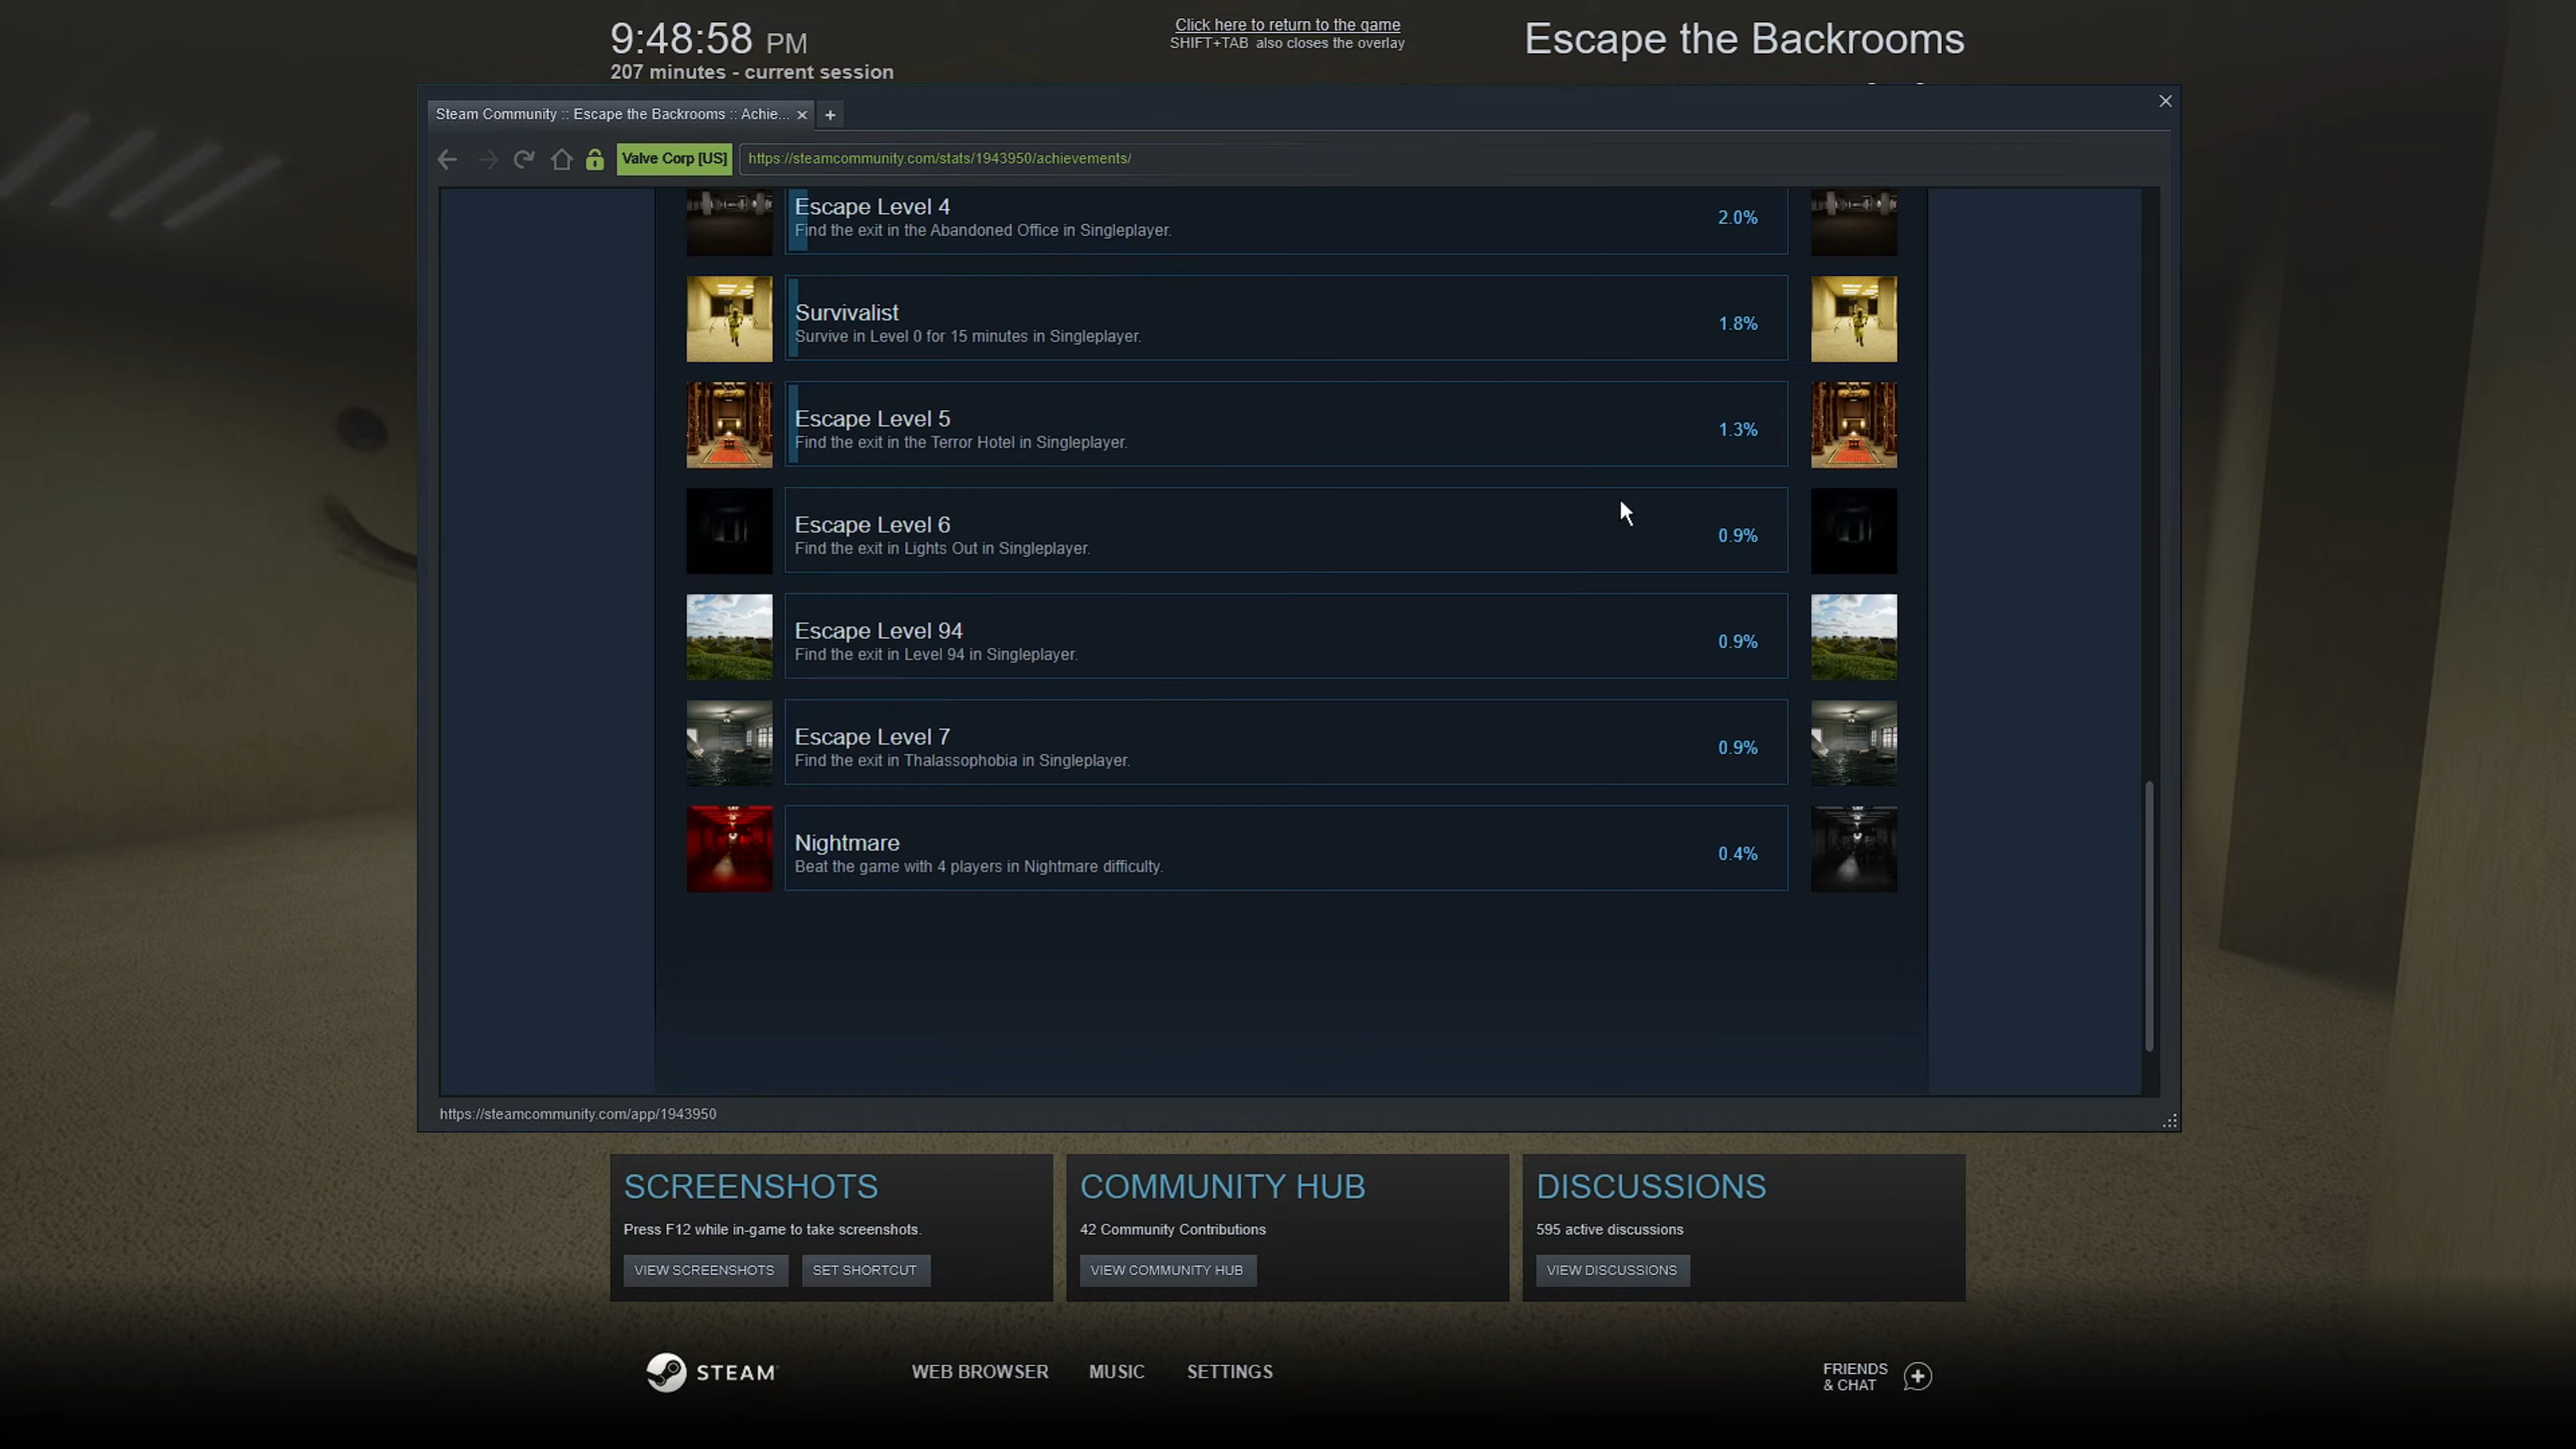 9:48:58 PM
207 minutes - current session
Click here to return to the game
SHIFT+TAB also closes the overlay
Escape the Backrooms
Steam Community :: Escape the Backrooms :: Achie...
Valve Corp [US]
https://steamcommunity.com/stats/1943950/achievements/
Escape Level 4
Find the exit in the Abandoned Office in Singleplayer.
2.0%
Survivalist
Survive in Level 0 for 15 minutes in Singleplayer.
1.8%
Escape Level 5
Find the exit in the Terror Hotel in Singleplayer.
1.3%
Escape Level 6
Find the exit in Lights Out in Singleplayer.
0.9%
Escape Level 94
Find the exit in Level 94 in Singleplayer.
0.9%
Escape Level 7
Find the exit in Thalassophobia in Singleplayer.
0.9%
Nightmare
Beat the game with 4 players in Nightmare difficulty.
0.4%
https://steamcommunity.com/app/1943950
SCREENSHOTS
Press F12 while in-game to take screenshots.
VIEW SCREENSHOTS
SET SHORTCUT
COMMUNITY HUB
42 Community Contributions
VIEW COMMUNITY HUB
DISCUSSIONS
595 active discussions
VIEW DISCUSSIONS
STEAM
WEB BROWSER
MUSIC
SETTINGS
FRIENDS
& CHAT